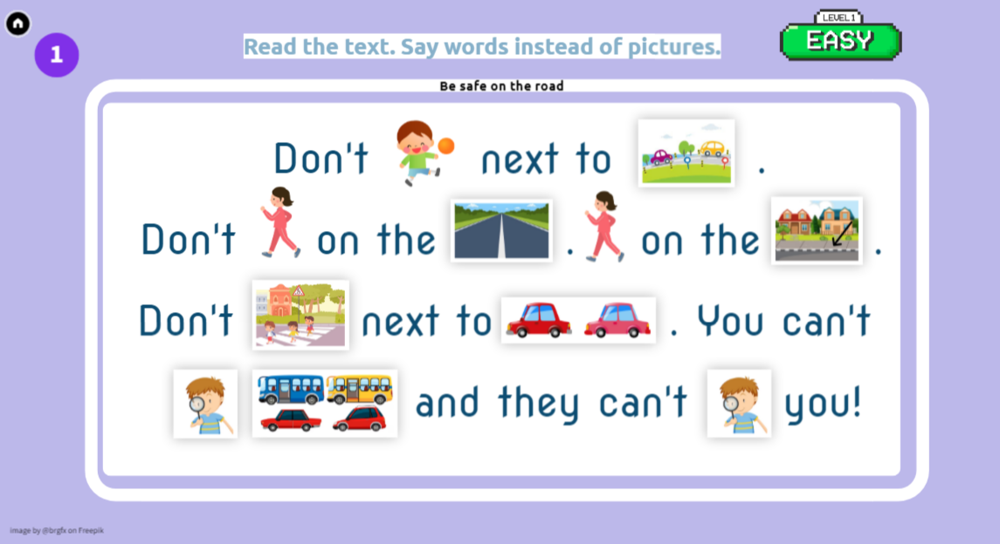 1
Read the text. Say words instead of pictures.
LEVEL 1
EASY
Be safe on the road
Don't next to .
Don't on the . on the .
Don't next to . You can't
and they can't you!
image by @brgfx on Freepik